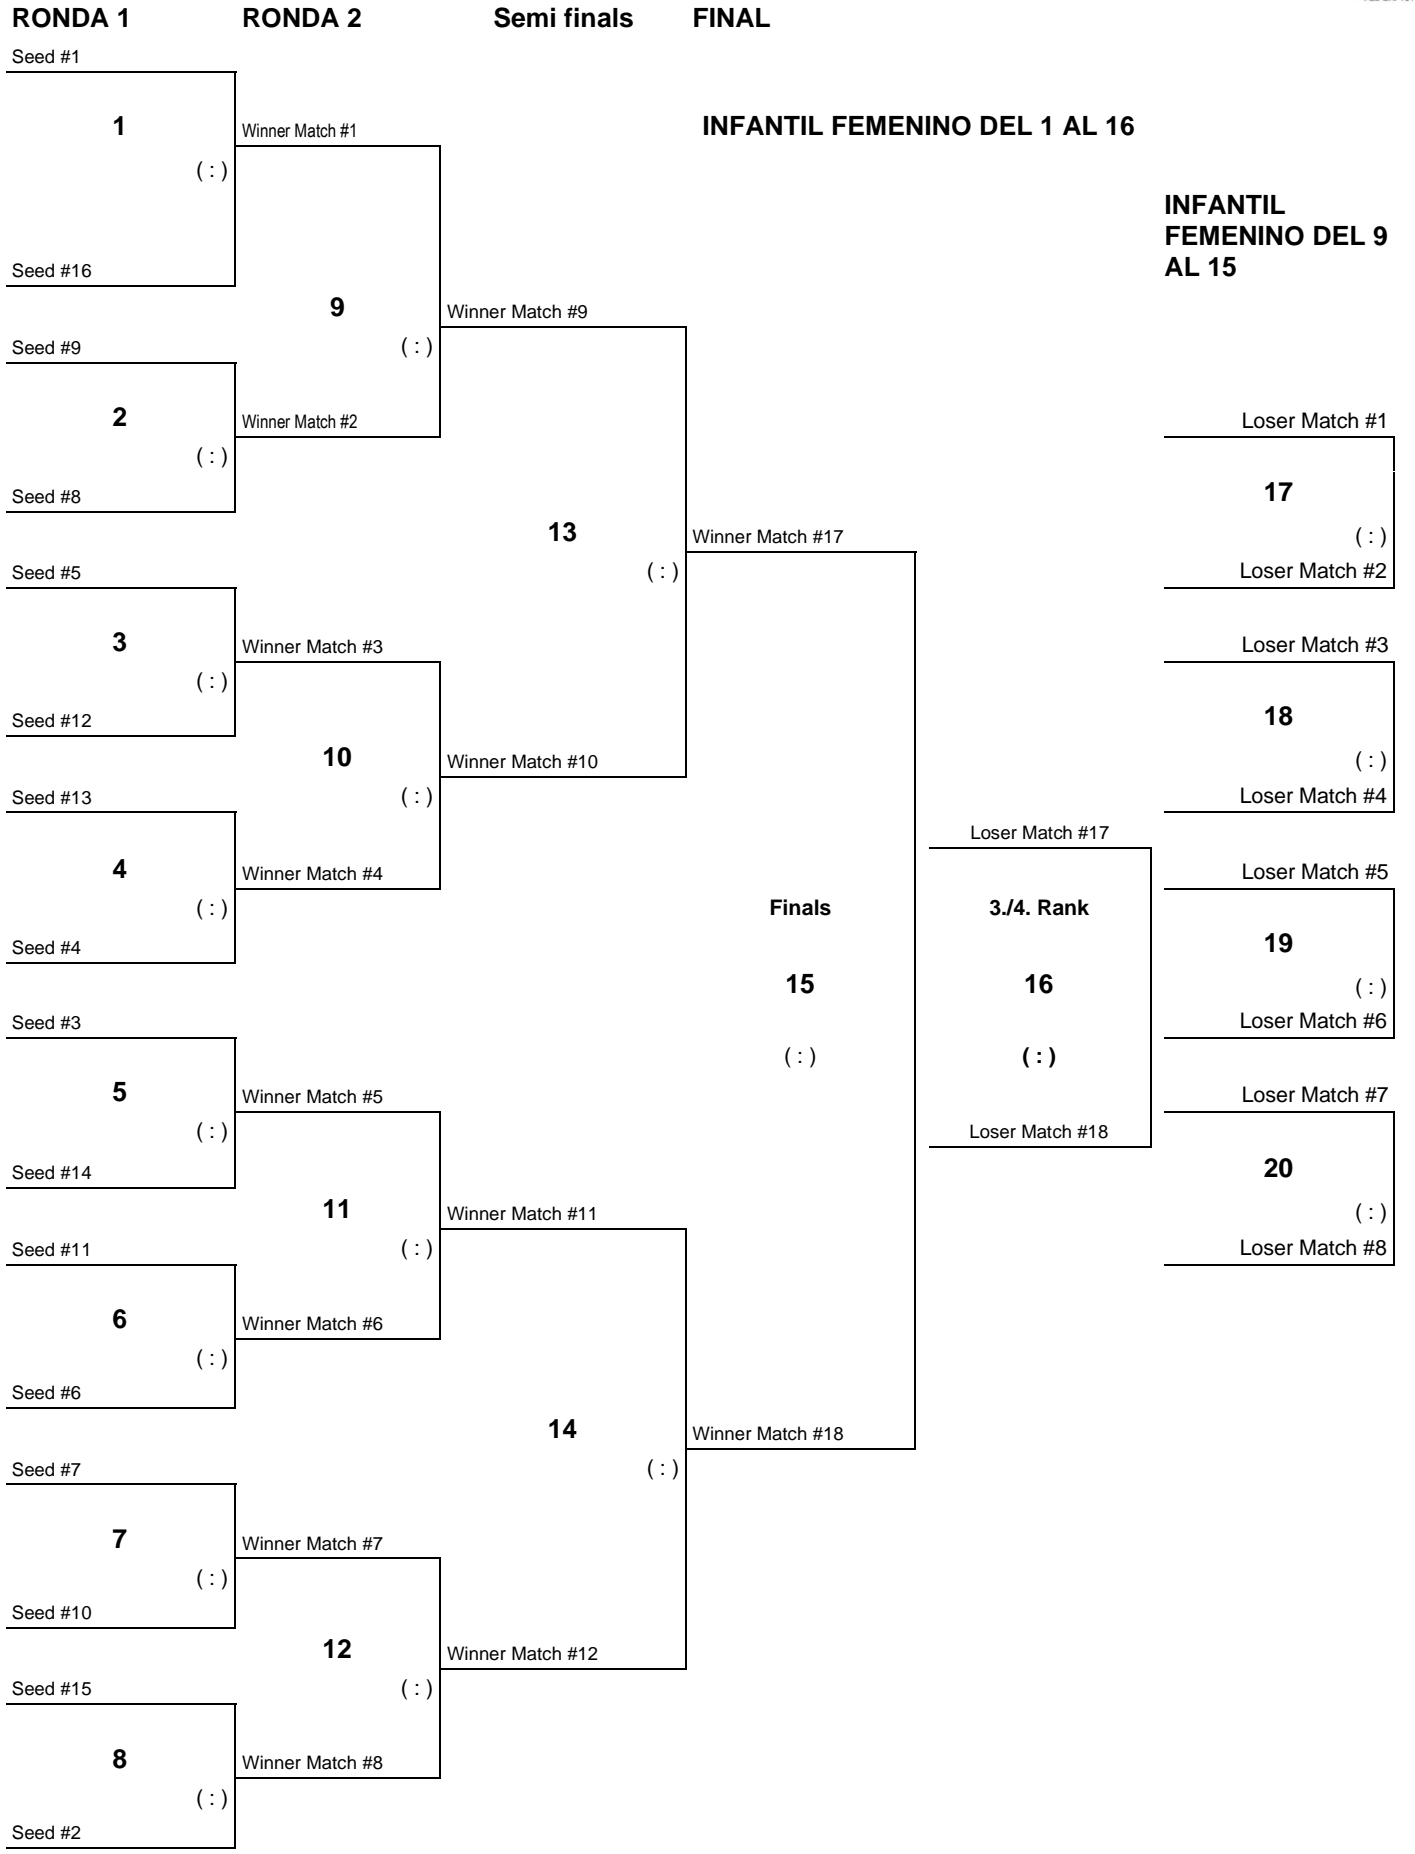 RONDA 1 RONDA 2 Semi finals FINAL
Seed #1
1
Winner Match #1
INFANTIL FEMENINO DEL 1 AL 16
( : )
INFANTIL
FEMENINO DEL 9
AL 15
Seed #16
9
Winner Match #9
Seed #9
( : )
2
Winner Match #2
Loser Match #1
( : )
Seed #8
17
13
Winner Match #17
( : )
Seed #5
( : )
Loser Match #2
3
Winner Match #3
Loser Match #3
( : )
Seed #12
18
10
Winner Match #10
( : )
Seed #13
( : )
Loser Match #4
Loser Match #17
4
Winner Match #4
Loser Match #5
( : )
Finals
3./4. Rank
Seed #4
19
15
16
( : )
Seed #3
Loser Match #6
( : )
( : )
5
Winner Match #5
Loser Match #7
( : )
Loser Match #18
Seed #14
20
11
Winner Match #11
( : )
Seed #11
( : )
Loser Match #8
6
Winner Match #6
( : )
Seed #6
14
Winner Match #18
Seed #7
( : )
7
Winner Match #7
( : )
Seed #10
12
Winner Match #12
Seed #15
( : )
8
Winner Match #8
( : )
Seed #2